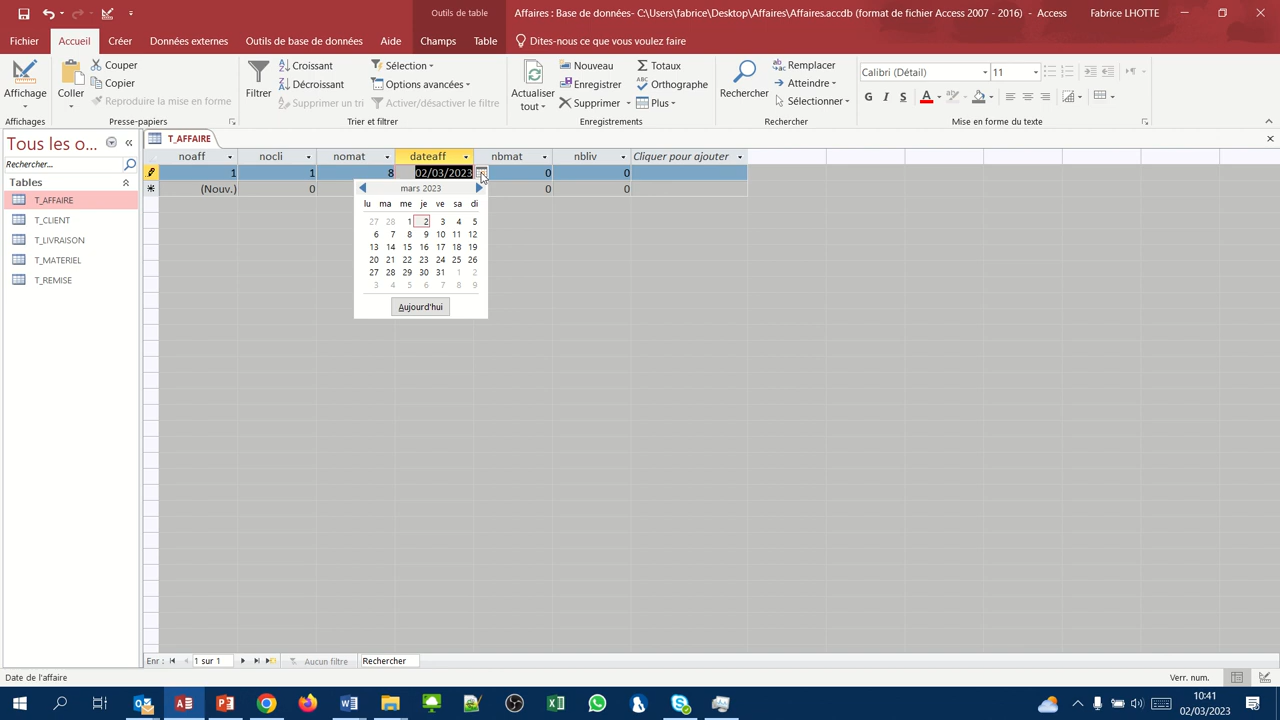 Outils de table
Affaires : Base de données- C:\Users\fabrice\Desktop\Affaires\Affaires.accdb (format de fichier Access 2007 - 2016) - Access
Fabrice LHOTTE
Fichier Accueil Créer Données externes Outils de base de données Aide Champs Table Dites-nous ce que vous voulez faire
Affichage
Affichages
Coller
Couper
Copier
Reproduire la mise en forme
Presse-papiers
Filtrer
Croissant
Décroissant
Supprimer un tri
Sélection
Options avancées
Activer/désactiver le filtre
Trier et filtrer
Actualiser
tout
Nouveau
Enregistrer
Supprimer
Totaux
Orthographe
Plus
Enregistrements
Rechercher
Remplacer
Atteindre
Sélectionner
Rechercher
Calibri (Détail) 11
G I S
Mise en forme du texte
Tous les o...
Rechercher...
Tables
T_AFFAIRE
T_CLIENT
T_LIVRAISON
T_MATERIEL
T_REMISE
T_AFFAIRE
noaff nocli nomat dateaff nbmat nbliv Cliquer pour ajouter
1 1 8 02/03/2023 0 0
(Nouv.) 0 0 0
mars 2023
lu ma me je ve sa di
27 28 1 2 3 4 5
6 7 8 9 10 11 12
13 14 15 16 17 18 19
20 21 22 23 24 25 26
27 28 29 30 31 1 2
3 4 5 6 7 8 9
Aujourd'hui
Enr : 1 sur 1 Aucun filtre Rechercher
Date de l'affaire
Verr. num.
10:41
02/03/2023